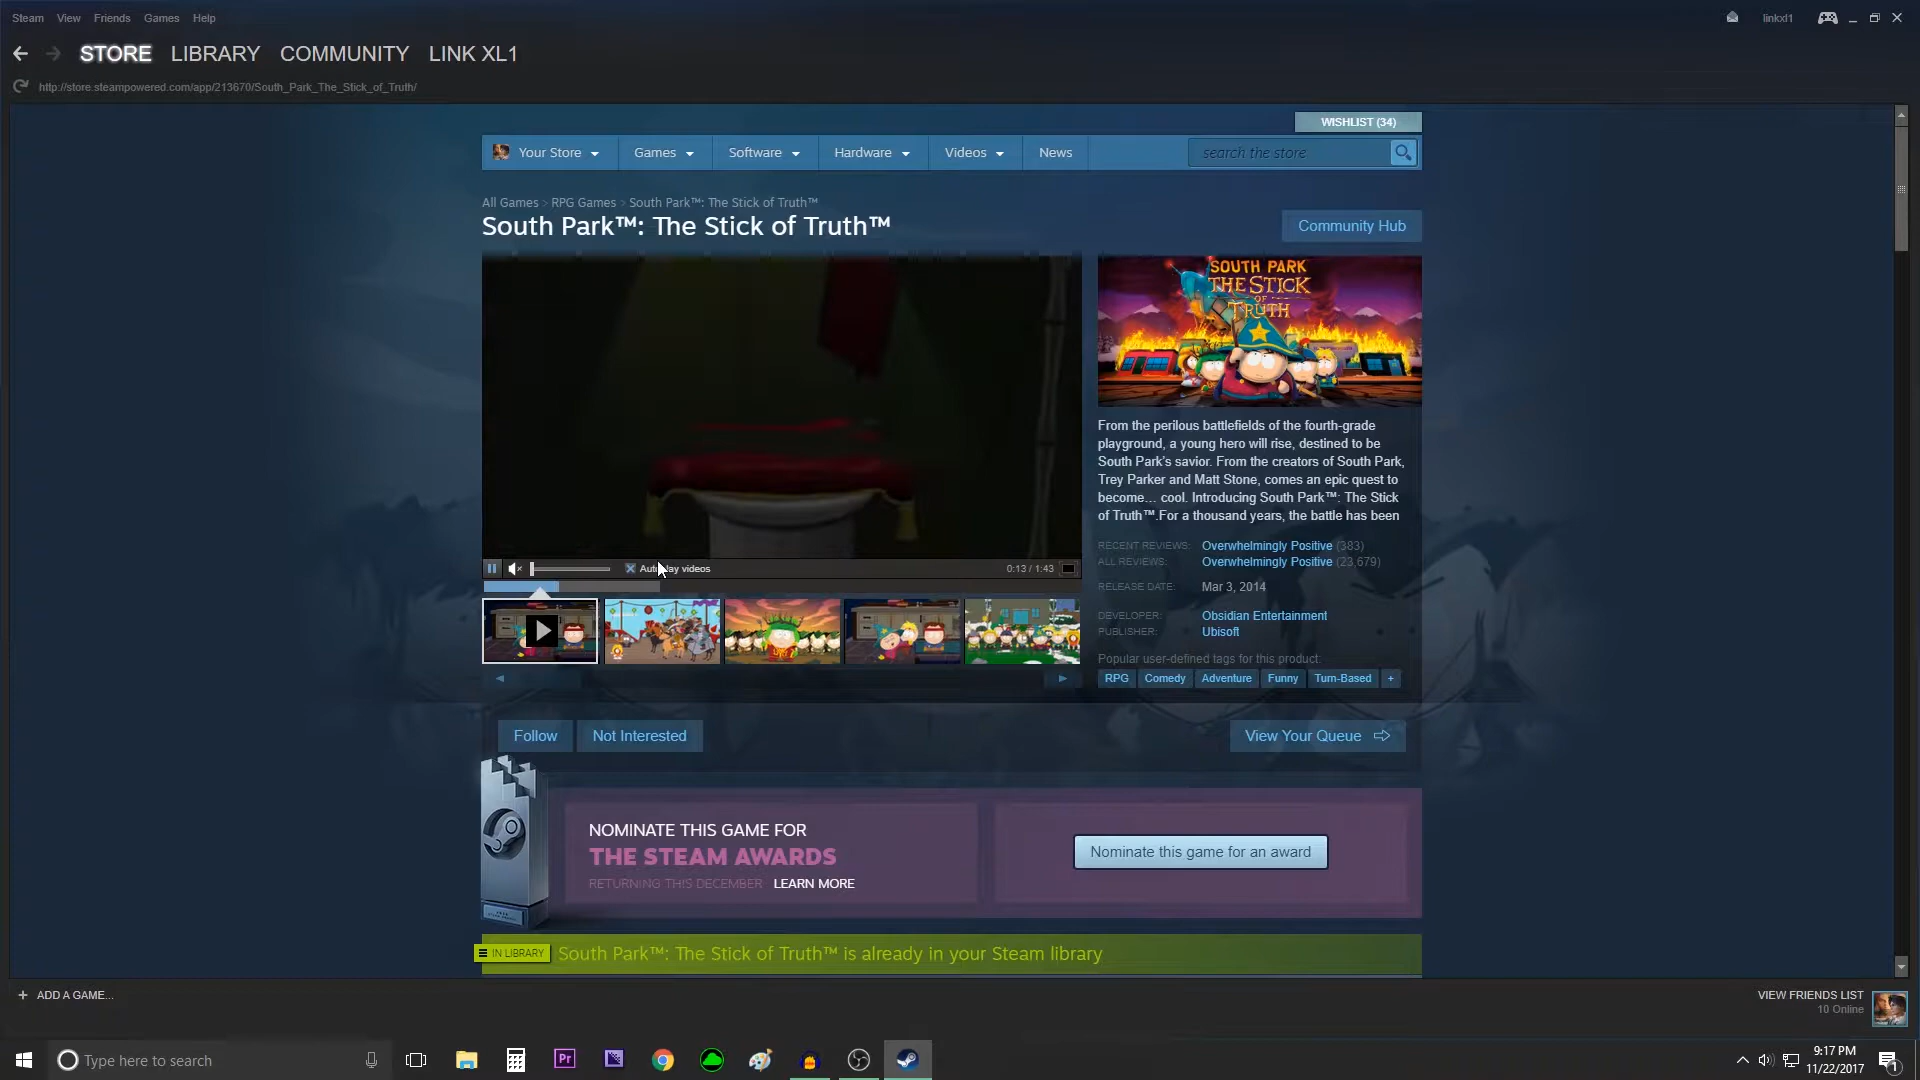 Steam View Friends Games Help
linkxl1
STORE LIBRARY COMMUNITY LINK XL1
http://store.steampowered.com/app/213670/South_Park_The_Stick_of_Truth/
WISHLIST (34)
Your Store Games Software Hardware Videos News
search the store
All Games > RPG Games > South Park™: The Stick of Truth™
South Park™: The Stick of Truth™
Community Hub
SOUTH PARK
THE STICK
OF
TRUTH
From the perilous battlefields of the fourth-grade
playground, a young hero will rise, destined to be
South Park's savior. From the creators of South Park,
Trey Parker and Matt Stone, comes an epic quest to
become… cool. Introducing South Park™: The Stick
of Truth™.For a thousand years, the battle has been
RECENT REVIEWS: Overwhelmingly Positive (383)
ALL REVIEWS: Overwhelmingly Positive (23,679)
RELEASE DATE: Mar 3, 2014
DEVELOPER: Obsidian Entertainment
PUBLISHER: Ubisoft
Popular user-defined tags for this product:
RPG Comedy Adventure Funny Turn-Based +
Autoplay videos
0:13 / 1:43
Follow Not Interested
View Your Queue
NOMINATE THIS GAME FOR
THE STEAM AWARDS
RETURNING THIS DECEMBER LEARN MORE
Nominate this game for an award
IN LIBRARY South Park™: The Stick of Truth™ is already in your Steam library
+ ADD A GAME...
VIEW FRIENDS LIST
10 Online
Type here to search
Pr
9:17 PM
11/22/2017
1